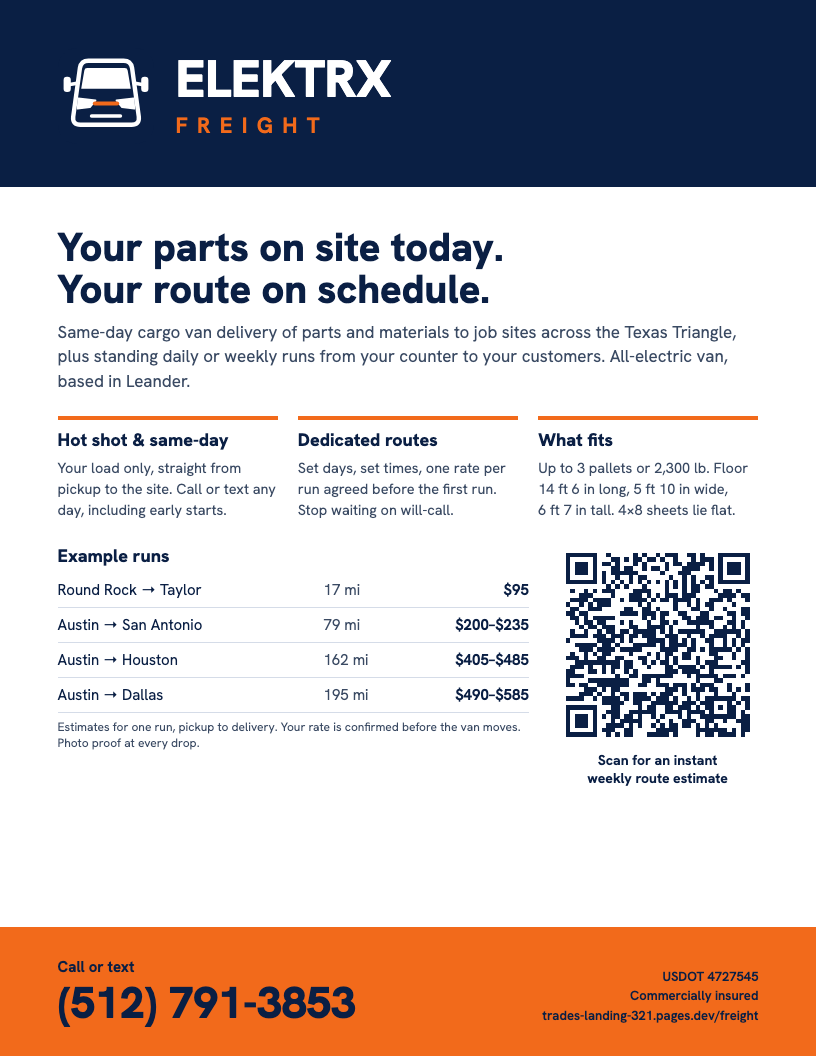 ELEKTRX
FREIGHT
Your parts on site today.
Your route on schedule.
Same-day cargo van delivery of parts and materials to job sites across the Texas Triangle,
plus standing daily or weekly runs from your counter to your customers. All-electric van,
based in Leander.
Hot shot & same-day
Your load only, straight from
pickup to the site. Call or text any
day, including early starts.
Dedicated routes
Set days, set times, one rate per
run agreed before the first run.
Stop waiting on will-call.
What fits
Up to 3 pallets or 2,300 lb. Floor
14 ft 6 in long, 5 ft 10 in wide,
6 ft 7 in tall. 4×8 sheets lie flat.
Example runs
Round Rock → Taylor 17 mi $95
Austin → San Antonio 79 mi $200–$235
Austin → Houston 162 mi $405–$485
Austin → Dallas 195 mi $490–$585
Estimates for one run, pickup to delivery. Your rate is confirmed before the van moves.
Photo proof at every drop.
Scan for an instant
weekly route estimate
Call or text
(512) 791-3853
USDOT 4727545
Commercially insured
trades-landing-321.pages.dev/freight